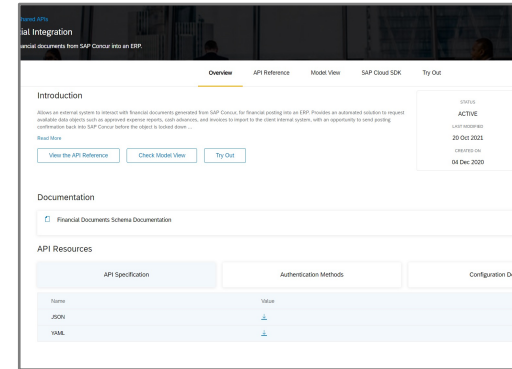 hared APIs
ial Integration
ancial documents from SAP Concur into an ERP.
Overview API Reference Model View SAP Cloud SDK Try Out
Introduction
Allows an external system to interact with financial documents generated from SAP Concur, for financial posting into an ERP. Provides an automated solution to request
available data objects such as approved expense reports, cash advances, and invoices to import to the client internal system, with an opportunity to send posting
confirmation back into SAP Concur before the object is locked down ...
Read More
View the API Reference Check Model View Try Out
STATUS
ACTIVE
LAST MODIFIED
20 Oct 2021
CREATED ON
04 Dec 2020
Documentation
Financial Documents Schema Documentation
API Resources
API Specification Authentication Methods Configuration De
Name Value
JSON
YAML